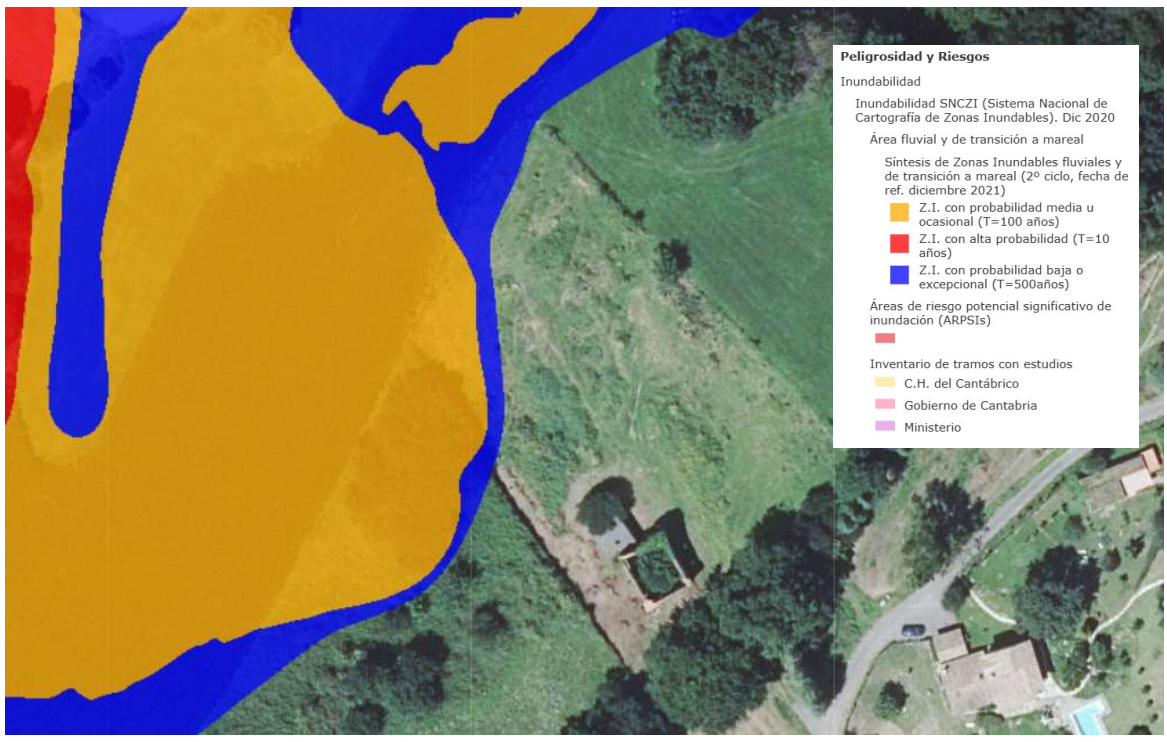 Peligrosidad y Riesgos
Inundabilidad
Inundabilidad SNCZI (Sistema Nacional de
Cartografía de Zonas Inundables). Dic 2020
Área fluvial y de transición a mareal
Síntesis de Zonas Inundables fluviales y
de transición a mareal (2º ciclo, fecha de
ref. diciembre 2021)
Z.I. con probabilidad media u
ocasional (T=100 años)
Z.I. con alta probabilidad (T=10
años)
Z.I. con probabilidad baja o
excepcional (T=500años)
Áreas de riesgo potencial significativo de
inundación (ARPSIs)
Inventario de tramos con estudios
C.H. del Cantábrico
Gobierno de Cantabria
Ministerio